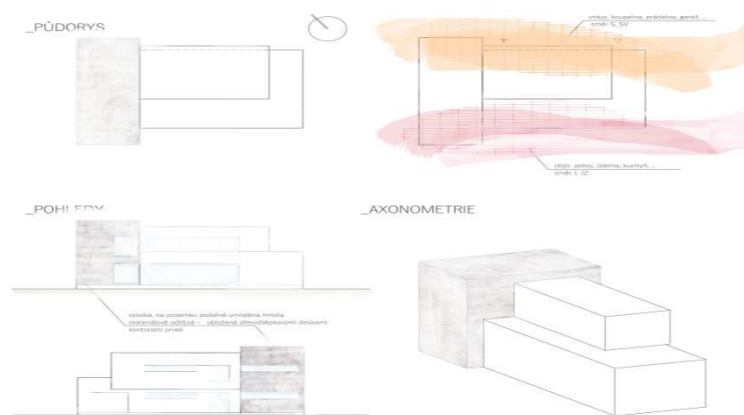 _PŮDORYS
vstup, koupelna, prádelna, garáž, ...
směr S, SV
obýv. pokoj, jídelna, kuchyň, ...
směr J, JZ
_POHLEDY
_AXONOMETRIE
vysoká, na pozemku podélně umístěná hmota
materiálově odlišná - obložená dřevoštěpkovými deskami
kontrastní prvek